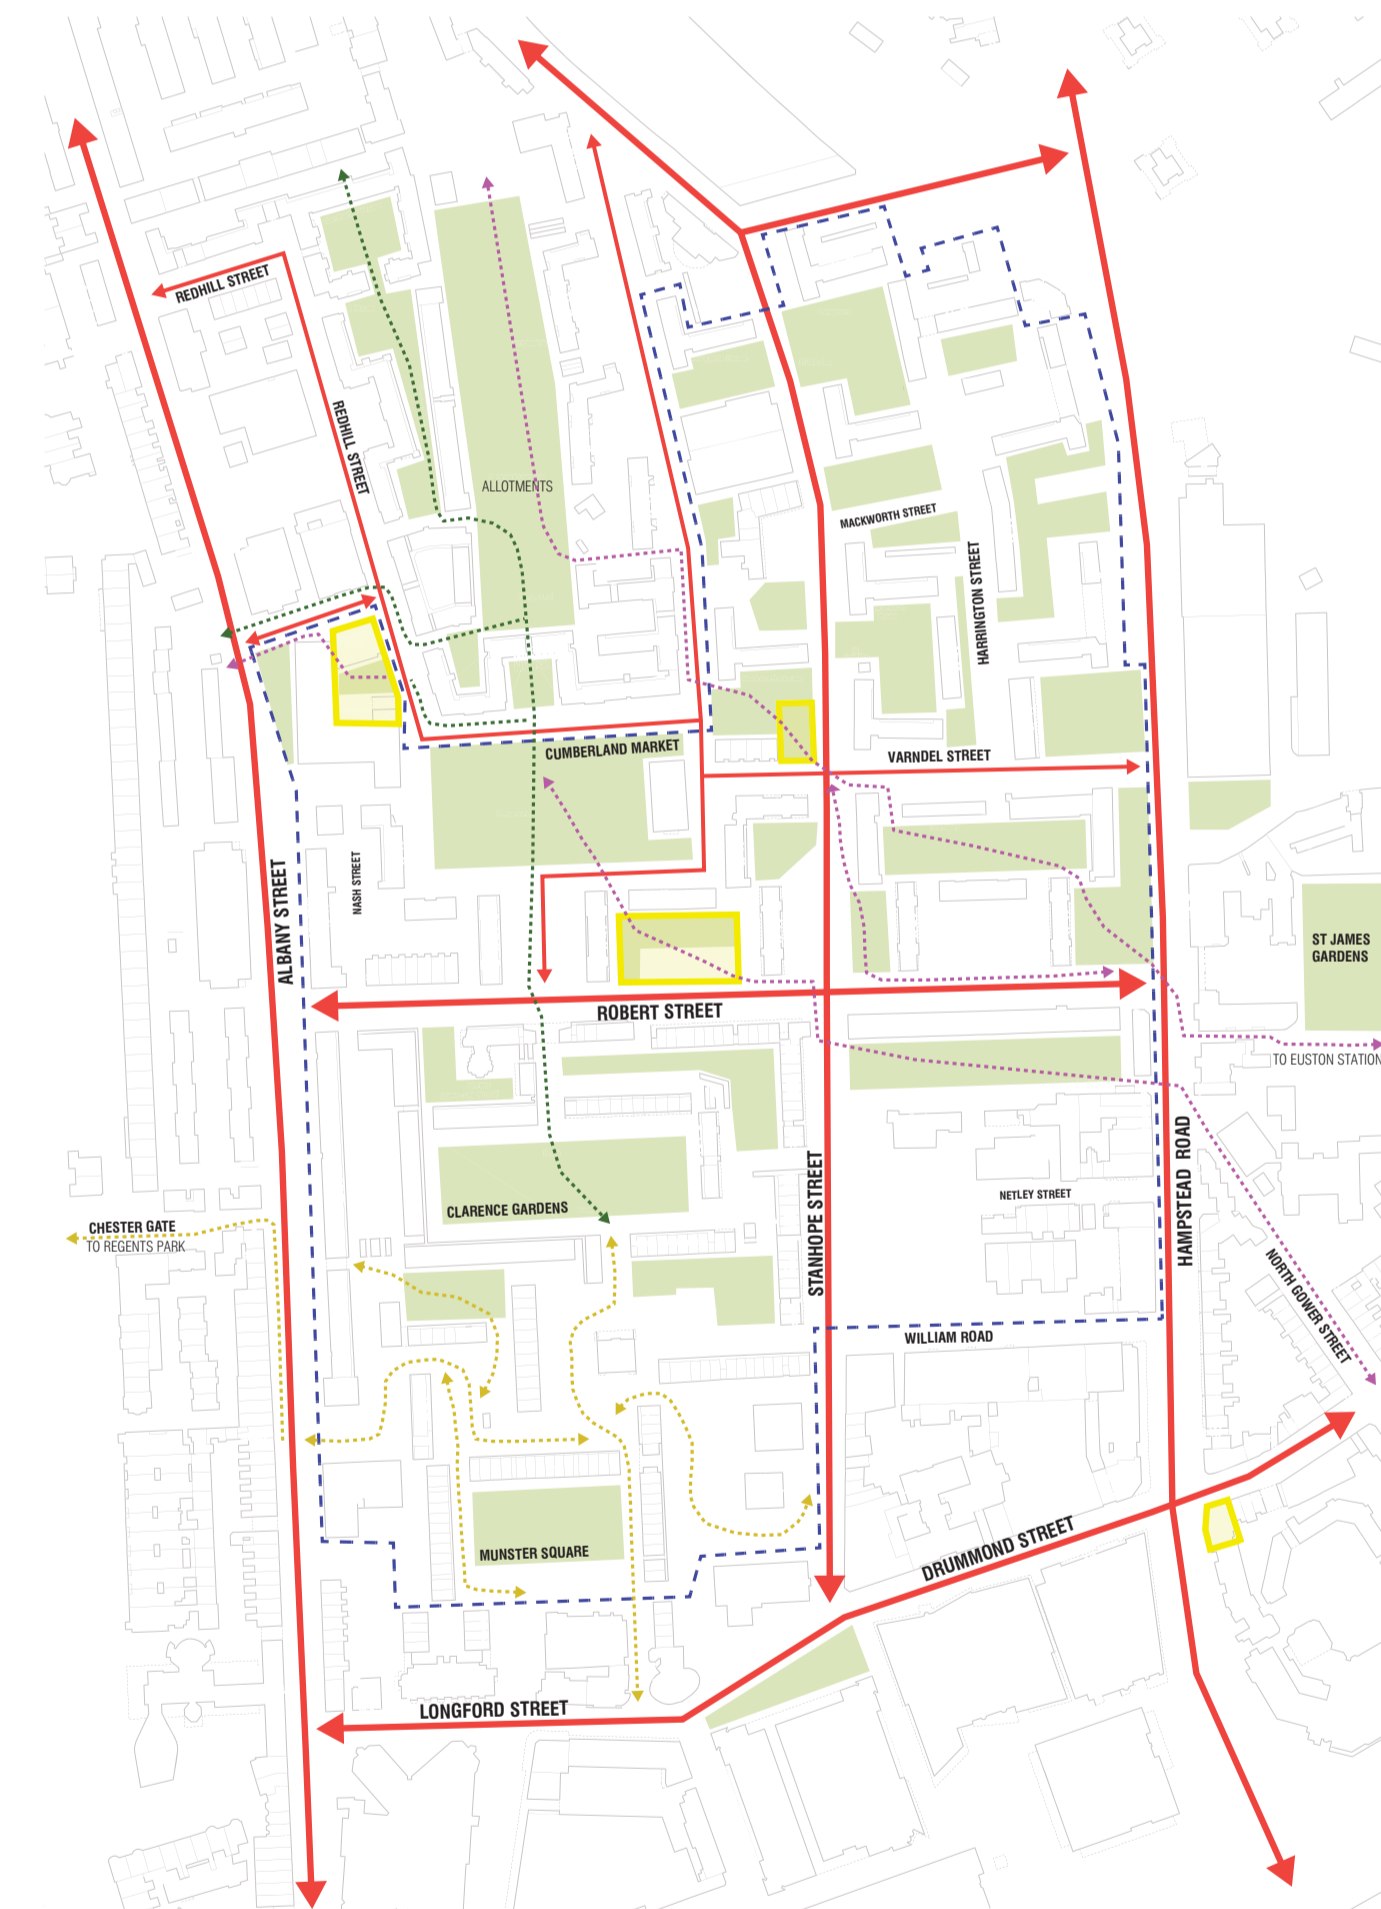 REDHILL STREET
REDHILL STREET
ALLOTMENTS
MACKWORTH STREET
HARRINGTON STREET
CUMBERLAND MARKET
VARNDEL STREET
NASH STREET
ALBANY STREET
ST JAMES
GARDENS
ROBERT STREET
TO EUSTON STATION
HAMPSTEAD ROAD
STANHOPE STREET
NETLEY STREET
CLARENCE GARDENS
CHESTER GATE
TO REGENTS PARK
NORTH GOWER STREET
WILLIAM ROAD
MUNSTER SQUARE
DRUMMOND STREET
LONGFORD STREET